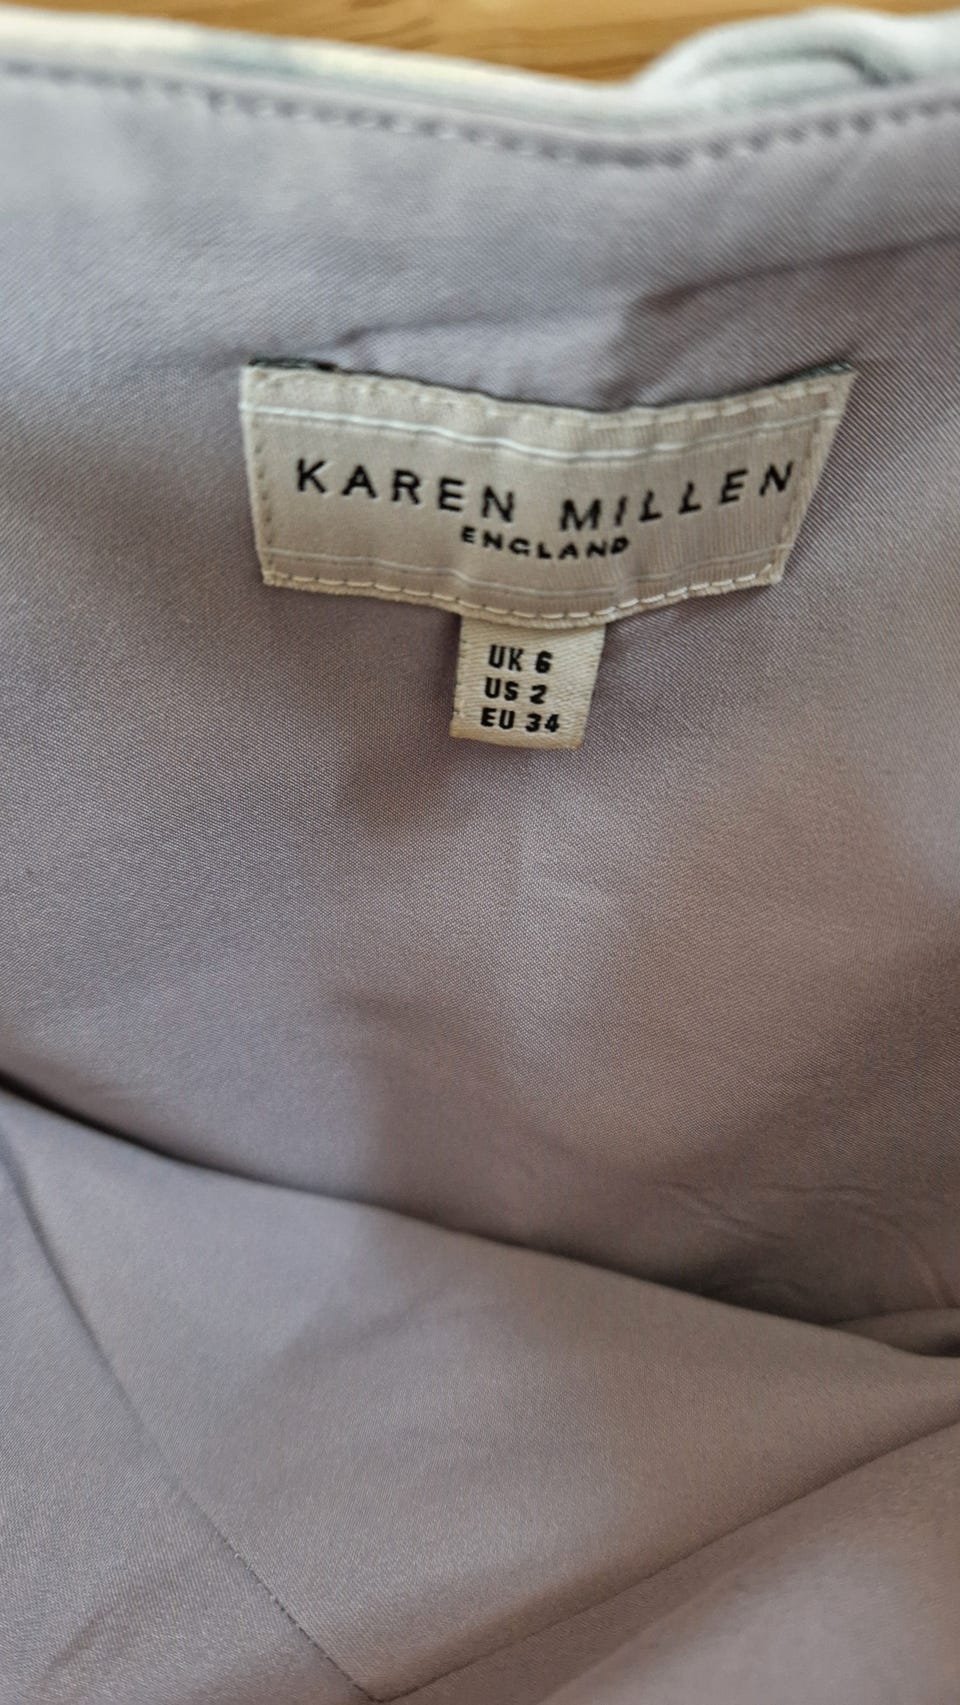 KAREN MILLEN
ENGLAND
UK 6
US 2
EU 34